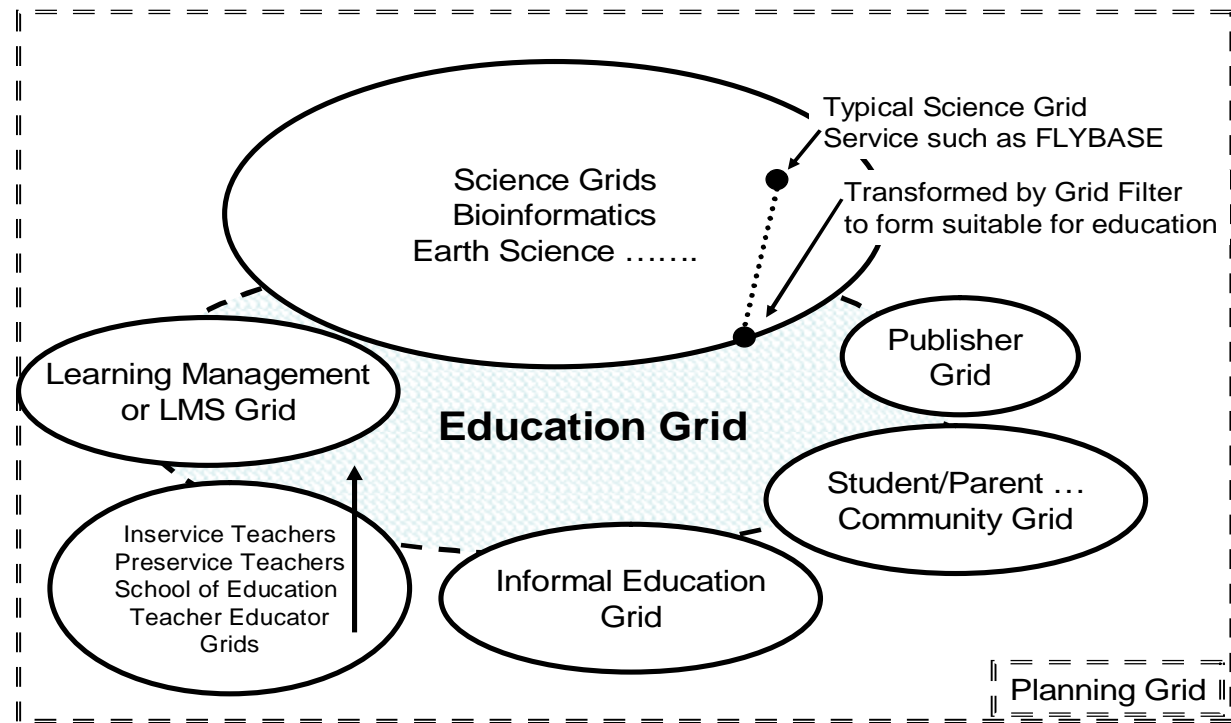 Typical Science Grid
Service such as FLYBASE
Science Grids
Bioinformatics
Earth Science …….
Transformed by Grid Filter
to form suitable for education
Publisher
Grid
Learning Management
or LMS Grid
Education Grid
Student/Parent …
Community Grid
Inservice Teachers
Preservice Teachers
School of Education
Teacher Educator
Grids
Informal Education
Grid
Planning Grid